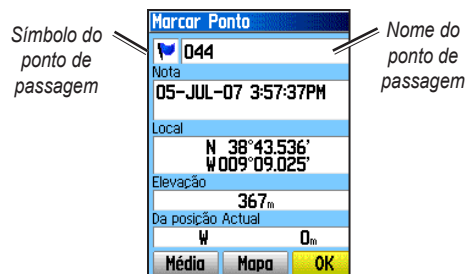 Marcar Ponto
Símbolo do
ponto de
passagem
044
Nome do
ponto de
passagem
Nota
05-JUL-07 3:57:37PM
Local
N 38°43.536'
W009°09.025'
Elevação
367m
Da posição Actual
W 0m
Média Mapa OK